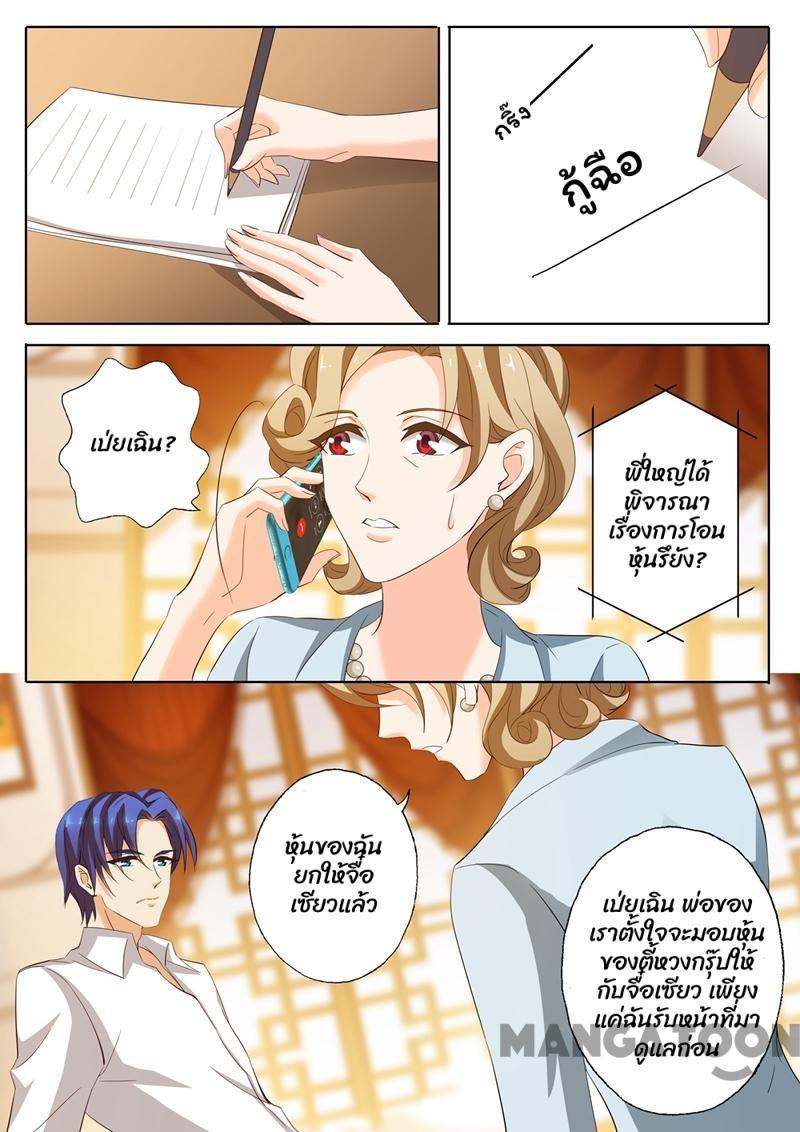 กริ๊ง
กู้ฉือ
เป่ยเฉิน?
พี่ใหญ่ได้
พิจารณา
เรื่องการโอน
หุ้นรึยัง?
หุ้นของฉัน
ยกให้จื่อ
เซียวแล้ว
เป่ยเฉิน พ่อของ
เราตั้งใจจะมอบหุ้น
ของตี้หวงกรุ๊ปให้
กับจื่อเซียว เพียง
แค่ฉันรับหน้าที่มา
ดูแลก่อน
MANGATOON